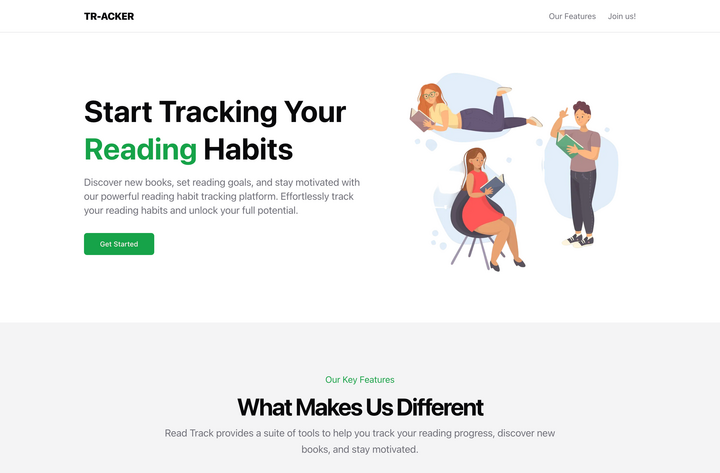 TR-ACKER
Our Features
Join us!
Start Tracking Your
Reading Habits
Discover new books, set reading goals, and stay motivated with
our powerful reading habit tracking platform. Effortlessly track
your reading habits and unlock your full potential.
Get Started
Our Key Features
What Makes Us Different
Read Track provides a suite of tools to help you track your reading progress, discover new
books, and stay motivated.